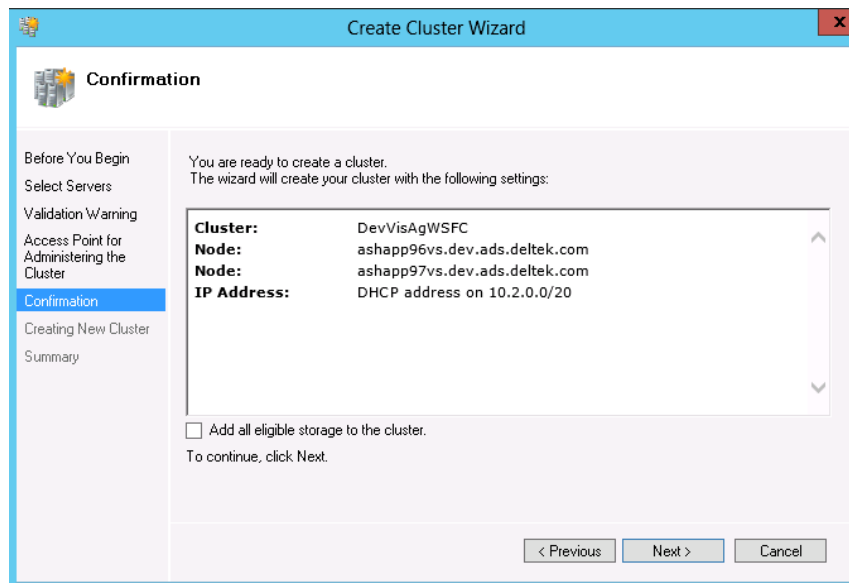 Create Cluster Wizard
x
Confirmation
Before You Begin
Select Servers
Validation Warning
Access Point for
Administering the
Cluster
Confirmation
Creating New Cluster
Summary
You are ready to create a cluster.
The wizard will create your cluster with the following settings:
Cluster: DevVisAgWSFC
Node: ashapp96vs.dev.ads.deltek.com
Node: ashapp97vs.dev.ads.deltek.com
IP Address: DHCP address on 10.2.0.0/20
Add all eligible storage to the cluster.
To continue, click Next.
< Previous
Next >
Cancel